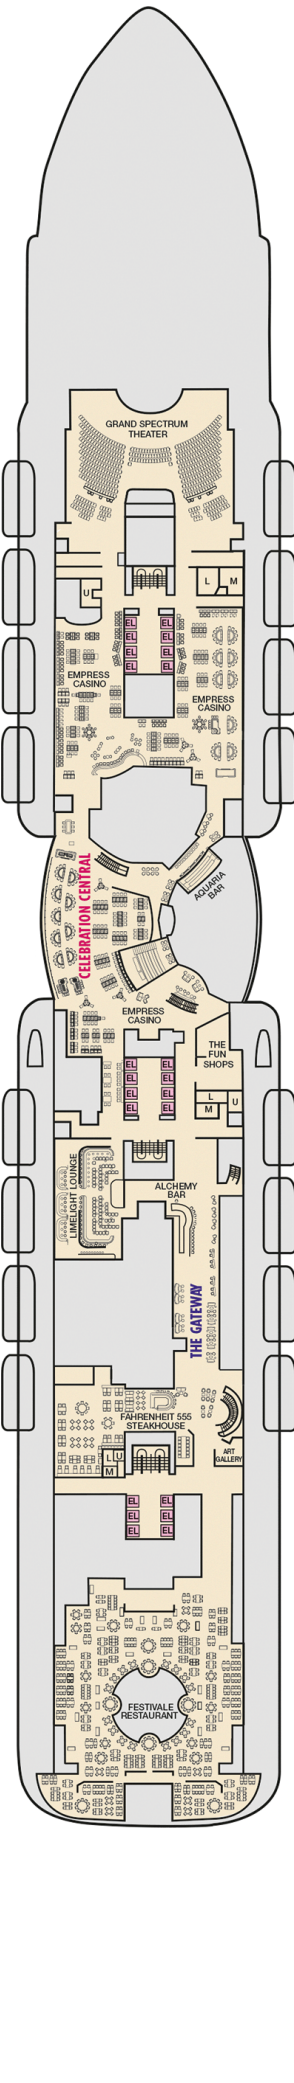 GRAND SPECTRUM
THEATER
L M
U
EL EL
EL EL
EL EL
EL EL
EMPRESS
CASINO
EMPRESS
CASINO
CELEBRATION CENTRAL
AQUARIA
BAR
EMPRESS
CASINO
THE
FUN
SHOPS
EL EL
EL EL
EL EL
EL EL
L
M
U
LIMELIGHT LOUNGE
ALCHEMY
BAR
THE GATEWAY
FAHRENHEIT 555
STEAKHOUSE
ART
GALLERY
L U
M
EL EL
EL EL
EL EL
FESTIVALE
RESTAURANT